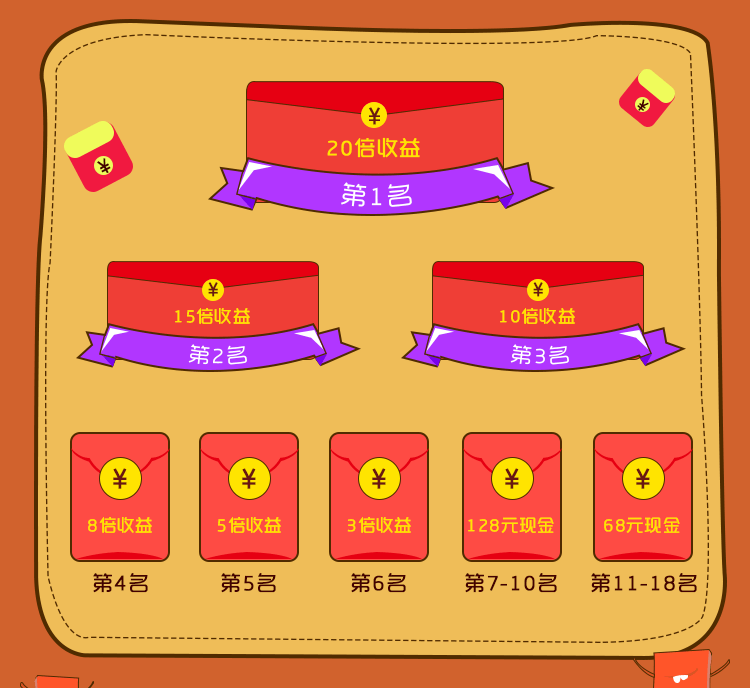 ¥
¥
¥
20倍收益
第1名
¥
¥
15倍收益
10倍收益
第2名
第3名
¥
¥
¥
¥
¥
8倍收益
5倍收益
3倍收益
128元现金
68元现金
第4名
第5名
第6名
第7-10名
第11-18名